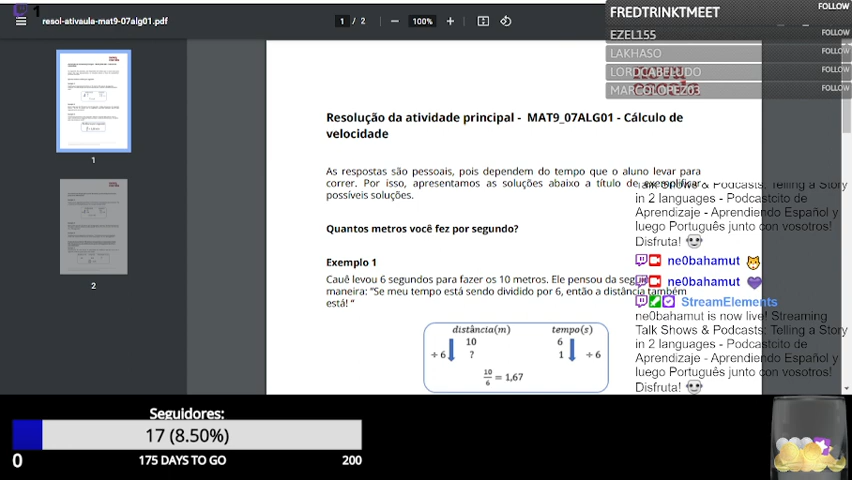 1
resol-ativaula-mat9-07alg01.pdf
1 / 2
100%
FREDTRINKTMEET
FOLLOW
EZEL155
FOLLOW
LAKHASO
FOLLOW
LORDCABELUDO
FOLLOW
MARCOLOPEZ03
FOLLOW
nova
escola
Resolução da atividade principal - MAT9_07ALG01 - Cálculo de
velocidade
As respostas são pessoais, pois dependem do tempo que o aluno levar para
correr. Por isso, apresentamos as soluções abaixo a título de exemplificar
possíveis soluções.
Quantos metros você fez por segundo?
Exemplo 1
Cauê levou 6 segundos para fazer os 10 metros. Ele pensou da
maneira: "Se meu tempo está sendo dividido por 6, então a distância também
está! "
distância(m) tempo(s)
10 6
÷ 6 ? 1 ÷ 6
10/6 = 1,67
1
2
Talk Shows & Podcasts: Telling a Story
in 2 languages - Podcastcito de
Aprendizaje - Aprendiendo Español y
luego Português junto con vosotros!
Disfruta!
ne0bahamut
ne0bahamut
StreamElements
ne0bahamut is now live! Streaming
Talk Shows & Podcasts: Telling a Story
in 2 languages - Podcastcito de
Aprendizaje - Aprendiendo Español y
luego Português junto con vosotros!
Disfruta!
Seguidores:
17 (8.50%)
0 175 DAYS TO GO 200